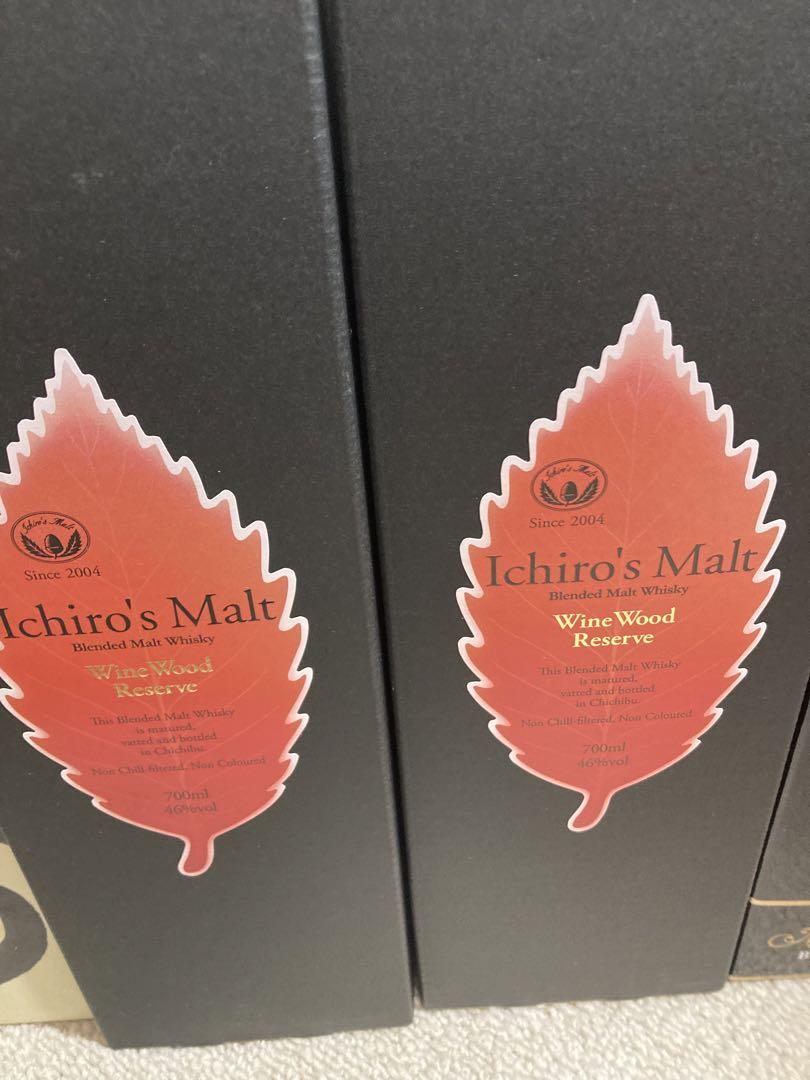 Ichiro's Malt
Since 2004
Ichiro's Malt
Blended Malt Whisky
Wine Wood
Reserve
This Blended Malt Whisky
is matured,
vatted and bottled
in Chichibu.
Non Chill-filtered, Non Coloured
700ml
46%vol
Ichiro's Malt
Since 2004
Ichiro's Malt
Blended Malt Whisky
Wine Wood
Reserve
This Blended Malt Whisky
is matured,
vatted and bottled
in Chichibu.
Non Chill-filtered, Non Coloured
700ml
46%vol